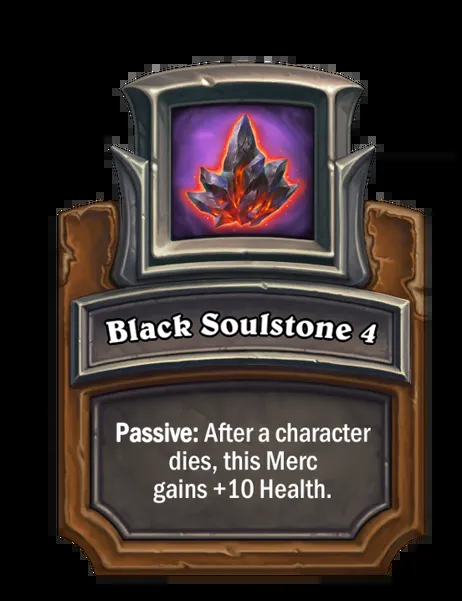 Black Soulstone 4
Passive: After a character
dies, this Merc
gains +10 Health.